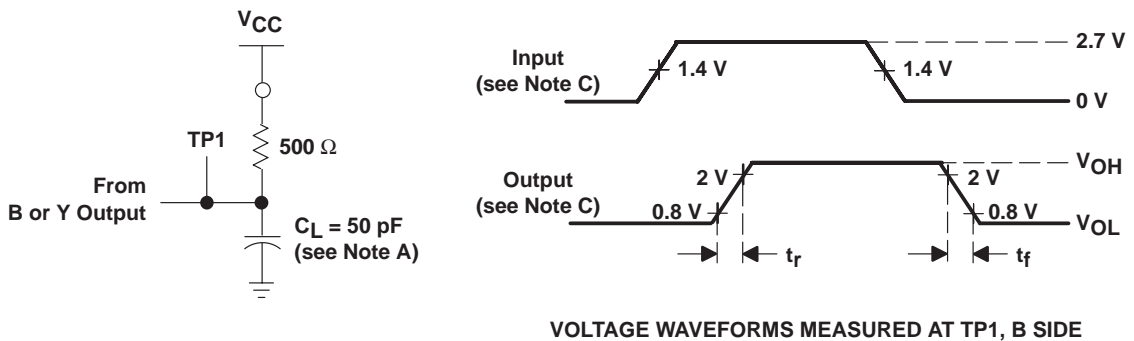 VCC
TP1
500 Ω
From
B or Y Output
CL = 50 pF
(see Note A)
Input
(see Note C)
1.4 V
1.4 V
2.7 V
0 V
Output
(see Note C)
2 V
0.8 V
2 V
0.8 V
VOH
VOL
tr
tf
VOLTAGE WAVEFORMS MEASURED AT TP1, B SIDE